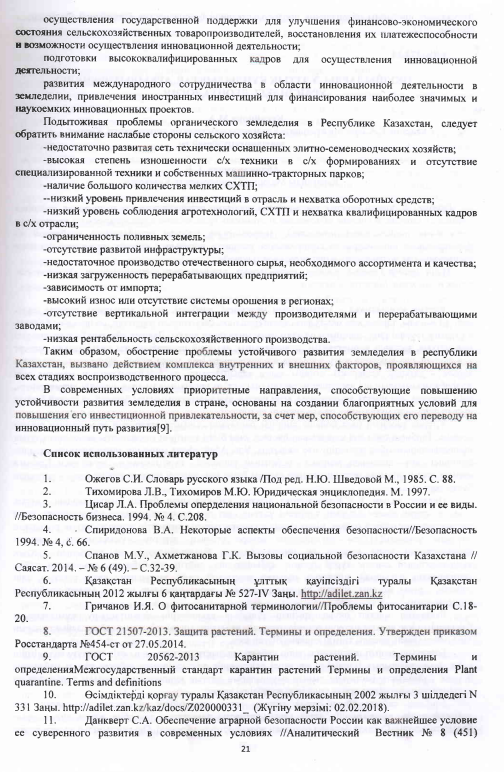 осуществления государственной поддержки для улучшения финансово-экономического
состояния сельскохозяйственных товаропроизводителей, восстановления их платежеспособности
и возможности осуществления инновационной деятельности;
подготовки высококвалифицированных кадров для осуществления инновационной
деятельности;
развития международного сотрудничества в области инновационной деятельности в
земледелии, привлечения иностранных инвестиций для финансирования наиболее значимых и
наукоемких инновационных проектов.
Подытоживая проблемы органического земледелия в Республике Казахстан, следует
обратить внимание наслабые стороны сельского хозяйста:
-недостаточно развитая сеть технически оснащенных элитно-семеноводческих хозяйств;
-высокая степень изношености с/х техники в с/х формированиях и отсутствие
специализированной техники и собственных машинно-тракторных парков;
-наличие большого количества мелких СХТП;
--низкий уровень привлечения инвестиций в отрасль и нехватка оборотных средств;
-низкий уровень соблюдения агротехнологий, СХТП и нехватка квалифицированных кадров
в с/х отрасли;
-ограниченность поливных земель;
-отсутствие развитой инфраструктуры;
-недостаточное производство отечественного сырья, необходимого ассортимента и качества;
-низкая загруженность перерабатывающих предприятий;
-зависимость от импорта;
-высокий износ или отсутствие системы орошения в регионах;
-отсутствие вертикальной интеграции между производителями и перерабатывающими
заводами;
-низкая рентабельность сельскохозяйственного производства.
Таким образом, обострение проблемы устойчивого развития земледелия в республики
Казахстан, вызвано действием комплекса внутренних и внешних факторов, проявляющихся на
всех стадиях воспроизводственного процесса.
В современных условиях приоритетные направления, способствующие повышению
устойчивости развития земледелия в стране, основаны на создании благоприятных условий для
повышения его инвестиционной привлекательности, за счет мер, способствующих его переводу на
инновационный путь развития[9].
Список использованных литератур
1. Ожегов С.И. Словарь русского языка /Под ред. Н.Ю. Шведовой М., 1985. С. 88.
2. Тихомирова Л.В., Тихомиров М.Ю. Юридическая энциклопедия. М. 1997.
3. Цисар Л.А. Проблемы оперделения национальной безопасности в России и ее виды.
//Безопасность бизнеса. 1994. № 4. С.208.
4. Спиридонова В.А. Некоторые аспекты обеспечения безопасности//Безопасность
1994. № 4, с. 66.
5. Спанов М.У., Ахметжанова Г.К. Вызовы социальной безопасности Казахстана //
Саясат. 2014. – № 6 (49). – С.32-39.
6. Қазақстан Республикасының ұлттық қауіпсіздігі туралы Қазақстан
Республикасының 2012 жылғы 6 қаңтардағы № 527-IV Заңы. http://adilet.zan.kz
7. Гричанов И.Я. О фитосанитарной терминологии//Проблемы фитосанитарии С.18-
20.
8. ГОСТ 21507-2013. Защита растений. Термины и определения. Утвержден приказом
Росстандарта №454-ст от 27.05.2014.
9. ГОСТ 20562-2013 Карантин растений. Термины и
определенияМежгосударственный стандарт карантин растений Термины и определения Plant
quarantine. Terms and definitions
10. Өсімдіктерді қорғау туралы Қазақстан Республикасының 2002 жылғы 3 шілдедегі N
331 Заңы. http://adilet.zan.kz/kaz/docs/Z020000331_ (Жүгіну мерзімі: 02.02.2018).
11. Данкверт С.А. Обеспечение аграрной безопасности России как важнейшее условие
ее суверенного развития в современных условиях //Аналитический Вестник № 8 (451)
21